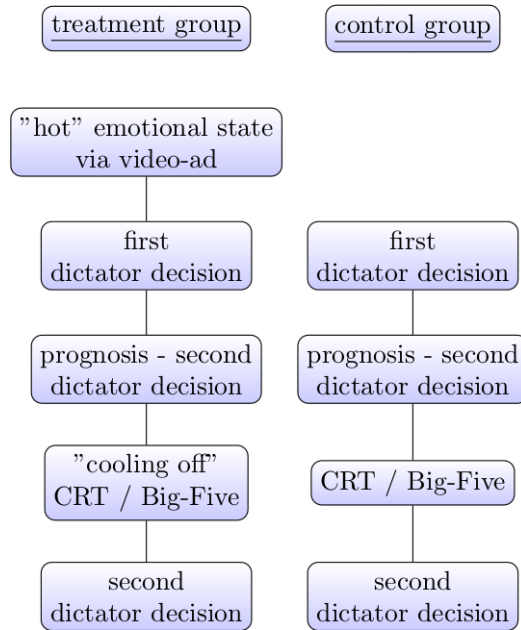 treatment group
control group
”hot” emotional state
via video-ad
first
dictator decision
first
dictator decision
prognosis - second
dictator decision
prognosis - second
dictator decision
”cooling off”
CRT / Big-Five
CRT / Big-Five
second
dictator decision
second
dictator decision